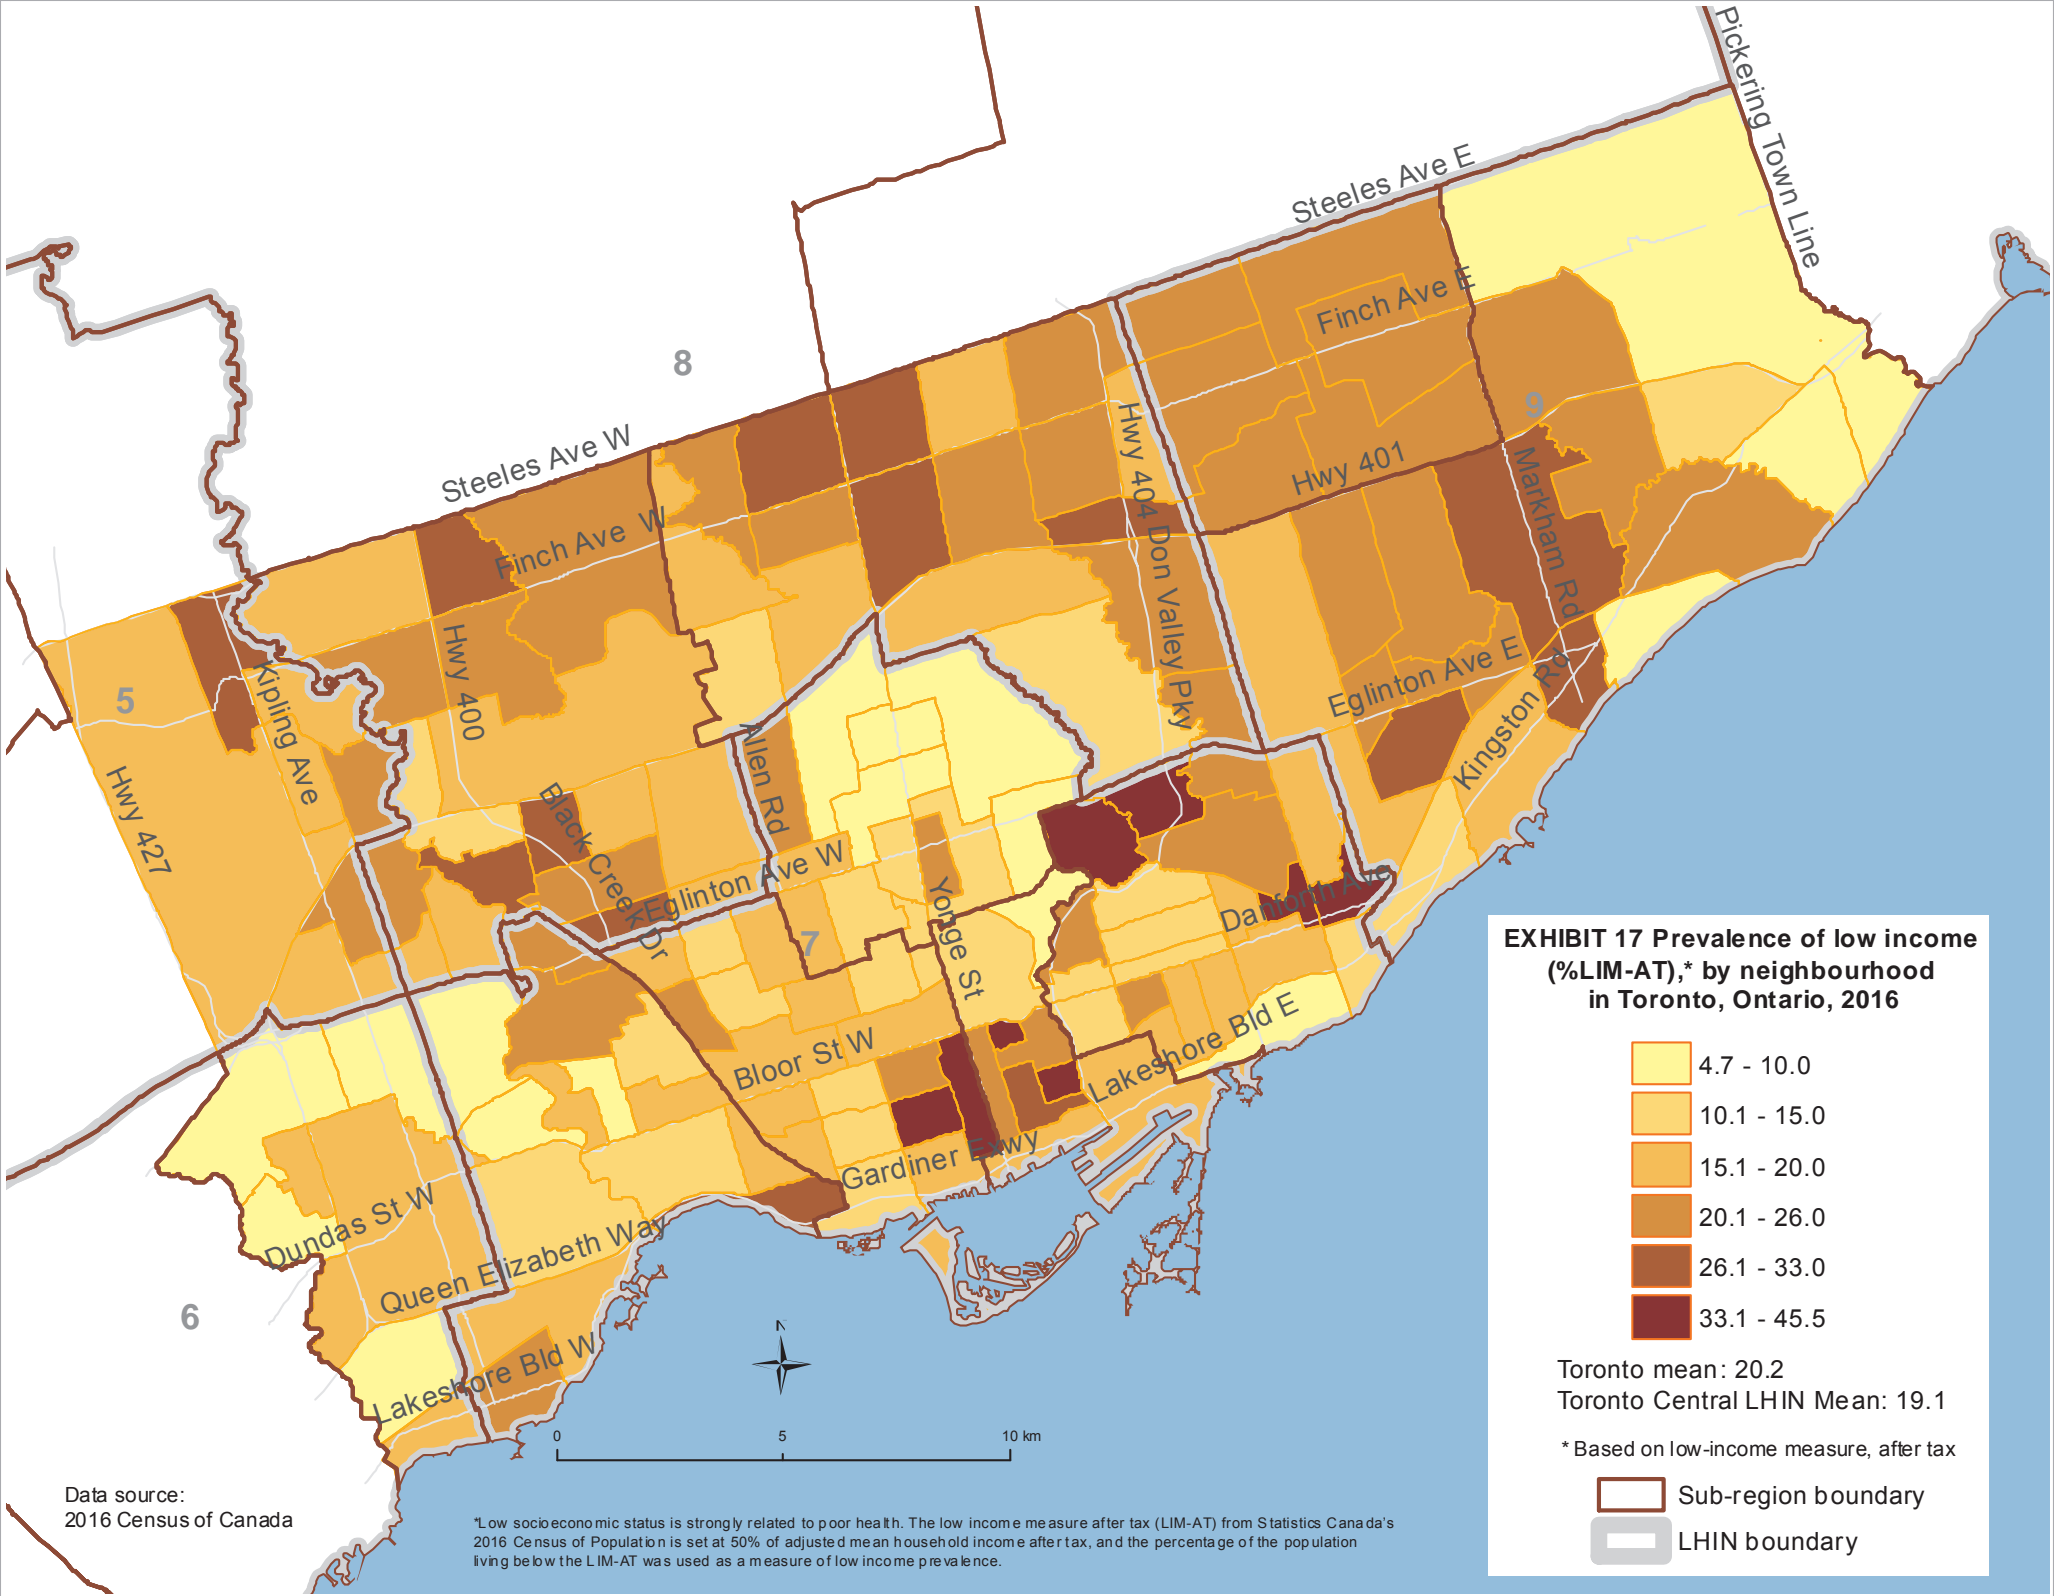 Pickering Town Line
Steeles Ave E
Finch Ave E
8
9
Steeles Ave W
Hwy 404
Hwy 401
Markham Rd
Finch Ave W
Don Valley Pky
5
Kipling Ave
Hwy 400
Eglinton Ave E
Kingston Rd
Hwy 427
Allen Rd
Black Creek Dr
Eglinton Ave W
Yonge St
Danforth Ave
7
Bloor St W
Lakeshore Bld E
Gardiner Exwy
Dundas St W
Queen Elizabeth Way
6
Lakeshore Bld W
EXHIBIT 17 Prevalence of low income
(%LIM-AT),* by neighbourhood
in Toronto, Ontario, 2016
4.7 - 10.0
10.1 - 15.0
15.1 - 20.0
20.1 - 26.0
26.1 - 33.0
33.1 - 45.5
Toronto mean: 20.2
Toronto Central LHIN Mean: 19.1
* Based on low-income measure, after tax
Sub-region boundary
LHIN boundary
N
0 5 10 km
Data source:
2016 Census of Canada
*Low socioeconomic status is strongly related to poor health. The low income measure after tax (LIM-AT) from Statistics Canada's
2016 Census of Population is set at 50% of adjusted mean household income after tax, and the percentage of the population
living below the LIM-AT was used as a measure of low income prevalence.